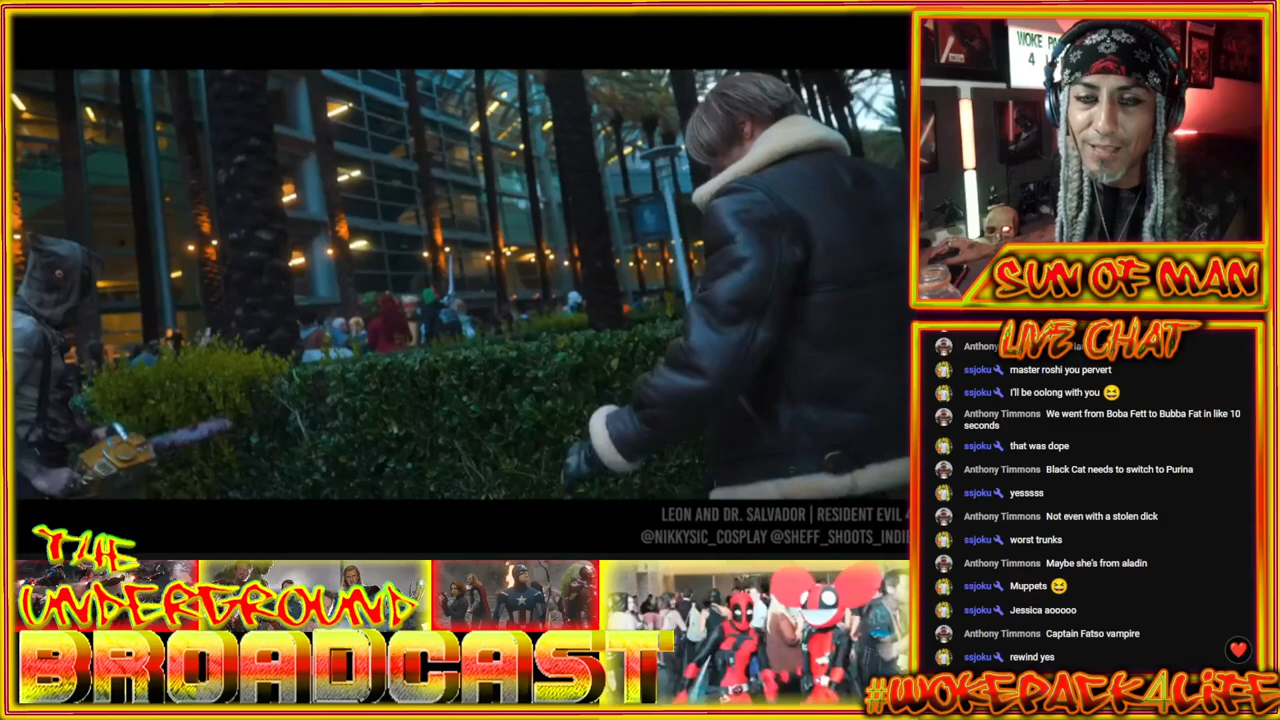 WOKE PA
4 L
LEON AND DR. SALVADOR | RESIDENT EVIL 4
@NIKKYSIC_COSPLAY @SHEFF_SHOOTS_INDIE
SUN OF MAN
LIVE CHAT
Anthony
ssjoku master roshi you pervert
ssjoku I'll be oolong with you 😆
Anthony Timmons We went from Boba Fett to Bubba Fat in like 10
seconds
ssjoku that was dope
Anthony Timmons Black Cat needs to switch to Purina
ssjoku yesssss
Anthony Timmons Not even with a stolen dick
ssjoku worst trunks
Anthony Timmons Maybe she's from aladin
ssjoku Muppets 😆
ssjoku Jessica aooooo
Anthony Timmons Captain Fatso vampire
ssjoku rewind yes
THE
UNDERGROUND
BROADCAST
#WOKEPACK4LIFE